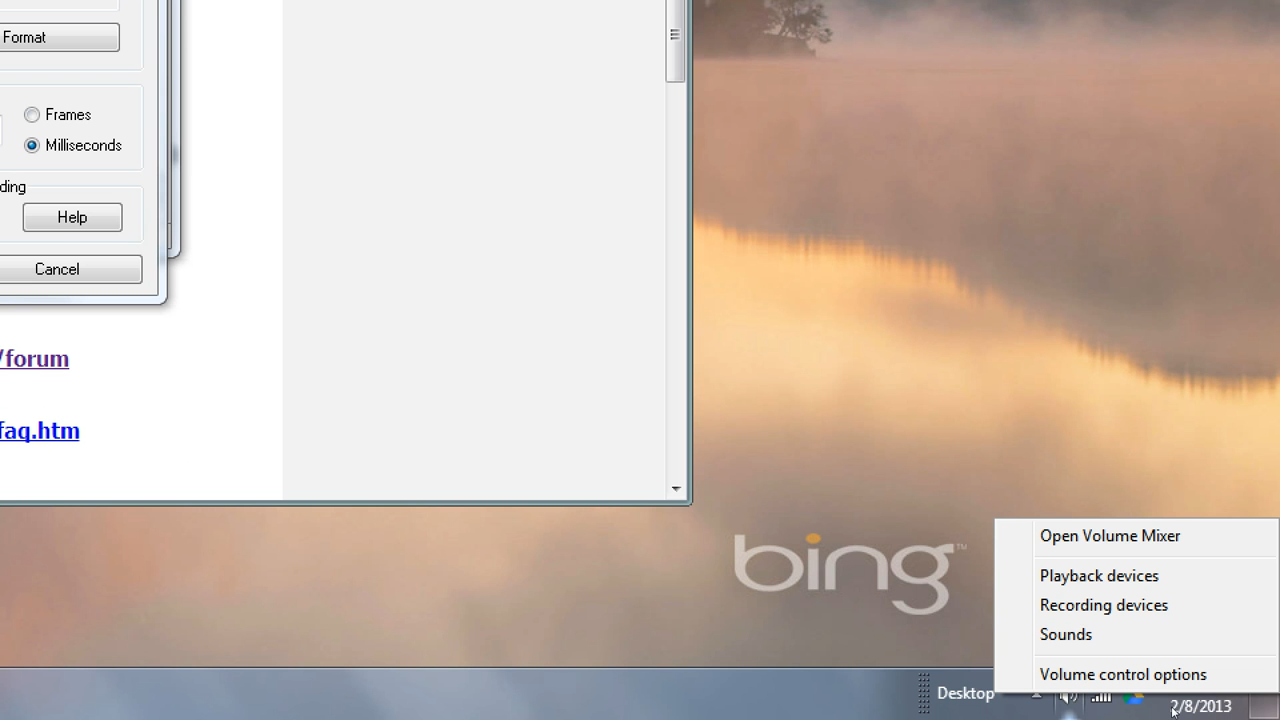 Format
Frames
Milliseconds
ding
Help
Cancel
/forum
faq.htm
bing™
Open Volume Mixer
Playback devices
Recording devices
Sounds
Volume control options
Desktop
2/8/2013